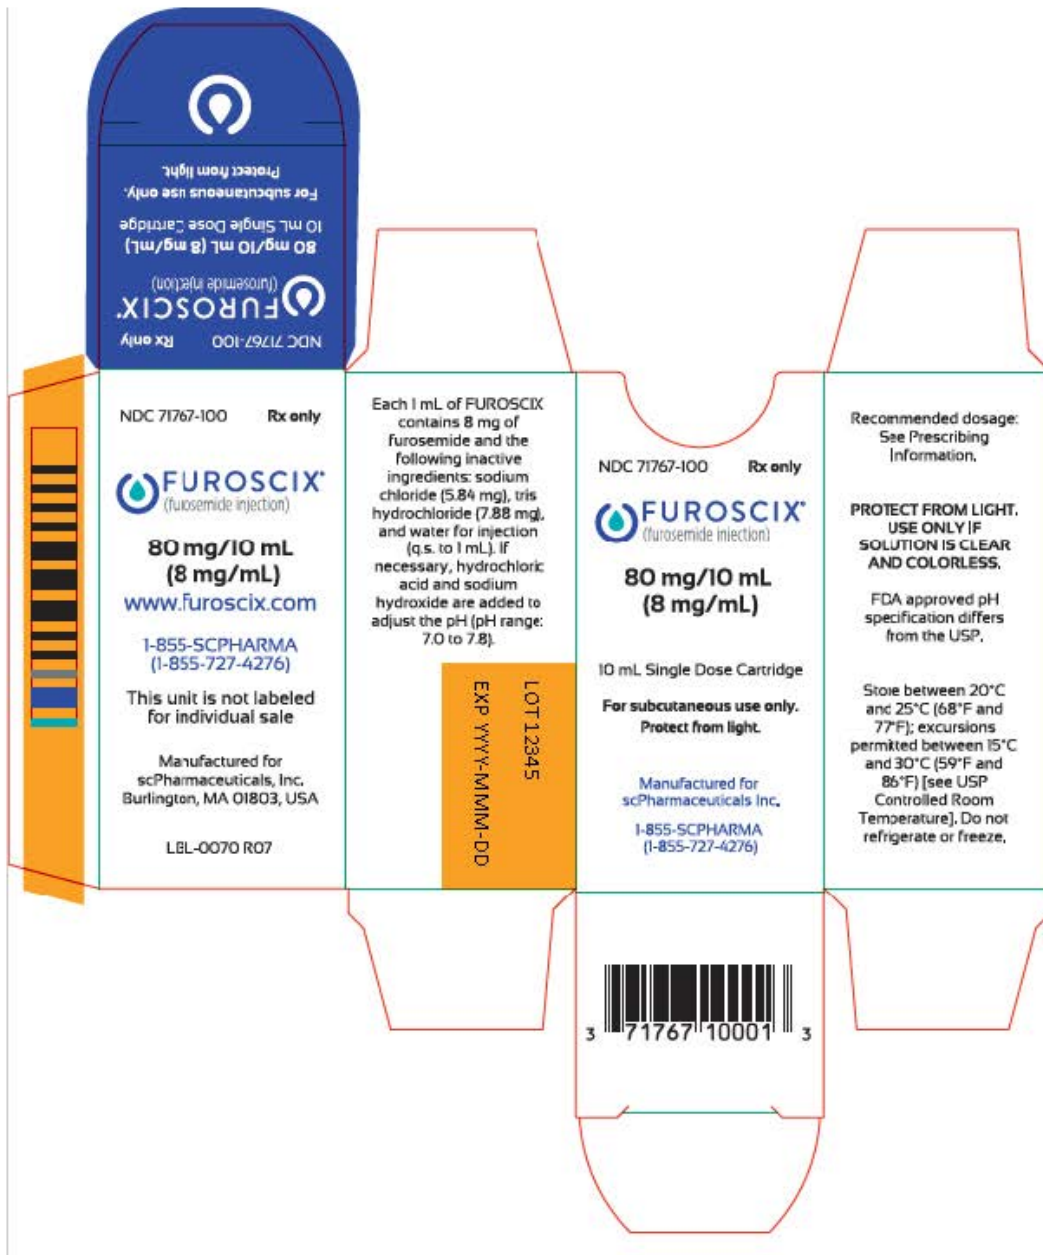 Protect from light.
For subcutaneous use only.
10 mL Single Dose Cartridge
80 mg/10 mL (8 mg/mL)
(furosemide injection)
FUROSCIX®
NDC 71767-100 Rx only
NDC 71767-100 Rx only
FUROSCIX®
(furosemide injection)
80 mg/10 mL
(8 mg/mL)
www.furoscix.com
1-855-SCPHARMA
(1-855-727-4276)
This unit is not labeled
for individual sale
Manufactured for
scPharmaceuticals, Inc.
Burlington, MA 01803, USA
LBL-0070 R07
Each 1 mL of FUROSCIX
contains 8 mg of
furosemide and the
following inactive
ingredients: sodium
chloride (5.84 mg), tris
hydrochloride (7.88 mg),
and water for injection
(q.s. to 1 mL). If
necessary, hydrochloric
acid and sodium
hydroxide are added to
adjust the pH (pH range:
7.0 to 7.8).
LOT 12345
EXP YYYY-MMM-DD
NDC 71767-100 Rx only
FUROSCIX®
(furosemide injection)
80 mg/10 mL
(8 mg/mL)
10 mL Single Dose Cartridge
For subcutaneous use only.
Protect from light.
Manufactured for
scPharmaceuticals Inc.
1-855-SCPHARMA
(1-855-727-4276)
3 71767 10001 3
Recommended dosage:
See Prescribing
Information.
PROTECT FROM LIGHT.
USE ONLY IF
SOLUTION IS CLEAR
AND COLORLESS.
FDA approved pH
specification differs
from the USP.
Store between 20°C
and 25°C (68°F and
77°F); excursions
permitted between 15°C
and 30°C (59°F and
86°F) [see USP
Controlled Room
Temperature]. Do not
refrigerate or freeze.